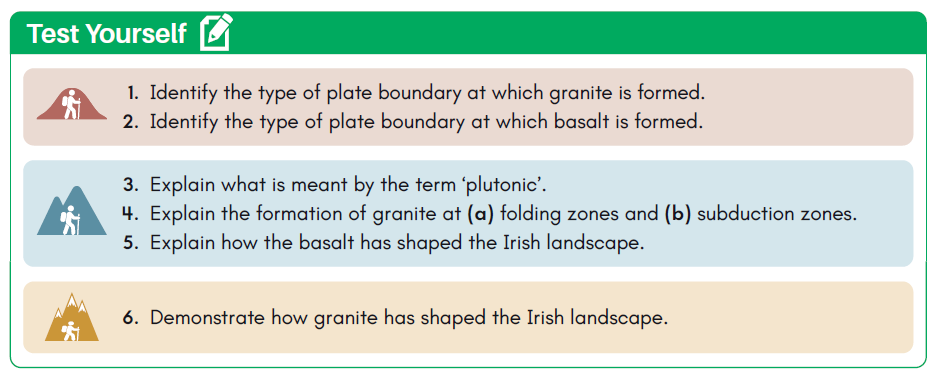 Test Yourself
1. Identify the type of plate boundary at which granite is formed.
2. Identify the type of plate boundary at which basalt is formed.
3. Explain what is meant by the term ‘plutonic’.
4. Explain the formation of granite at (a) folding zones and (b) subduction zones.
5. Explain how the basalt has shaped the Irish landscape.
6. Demonstrate how granite has shaped the Irish landscape.